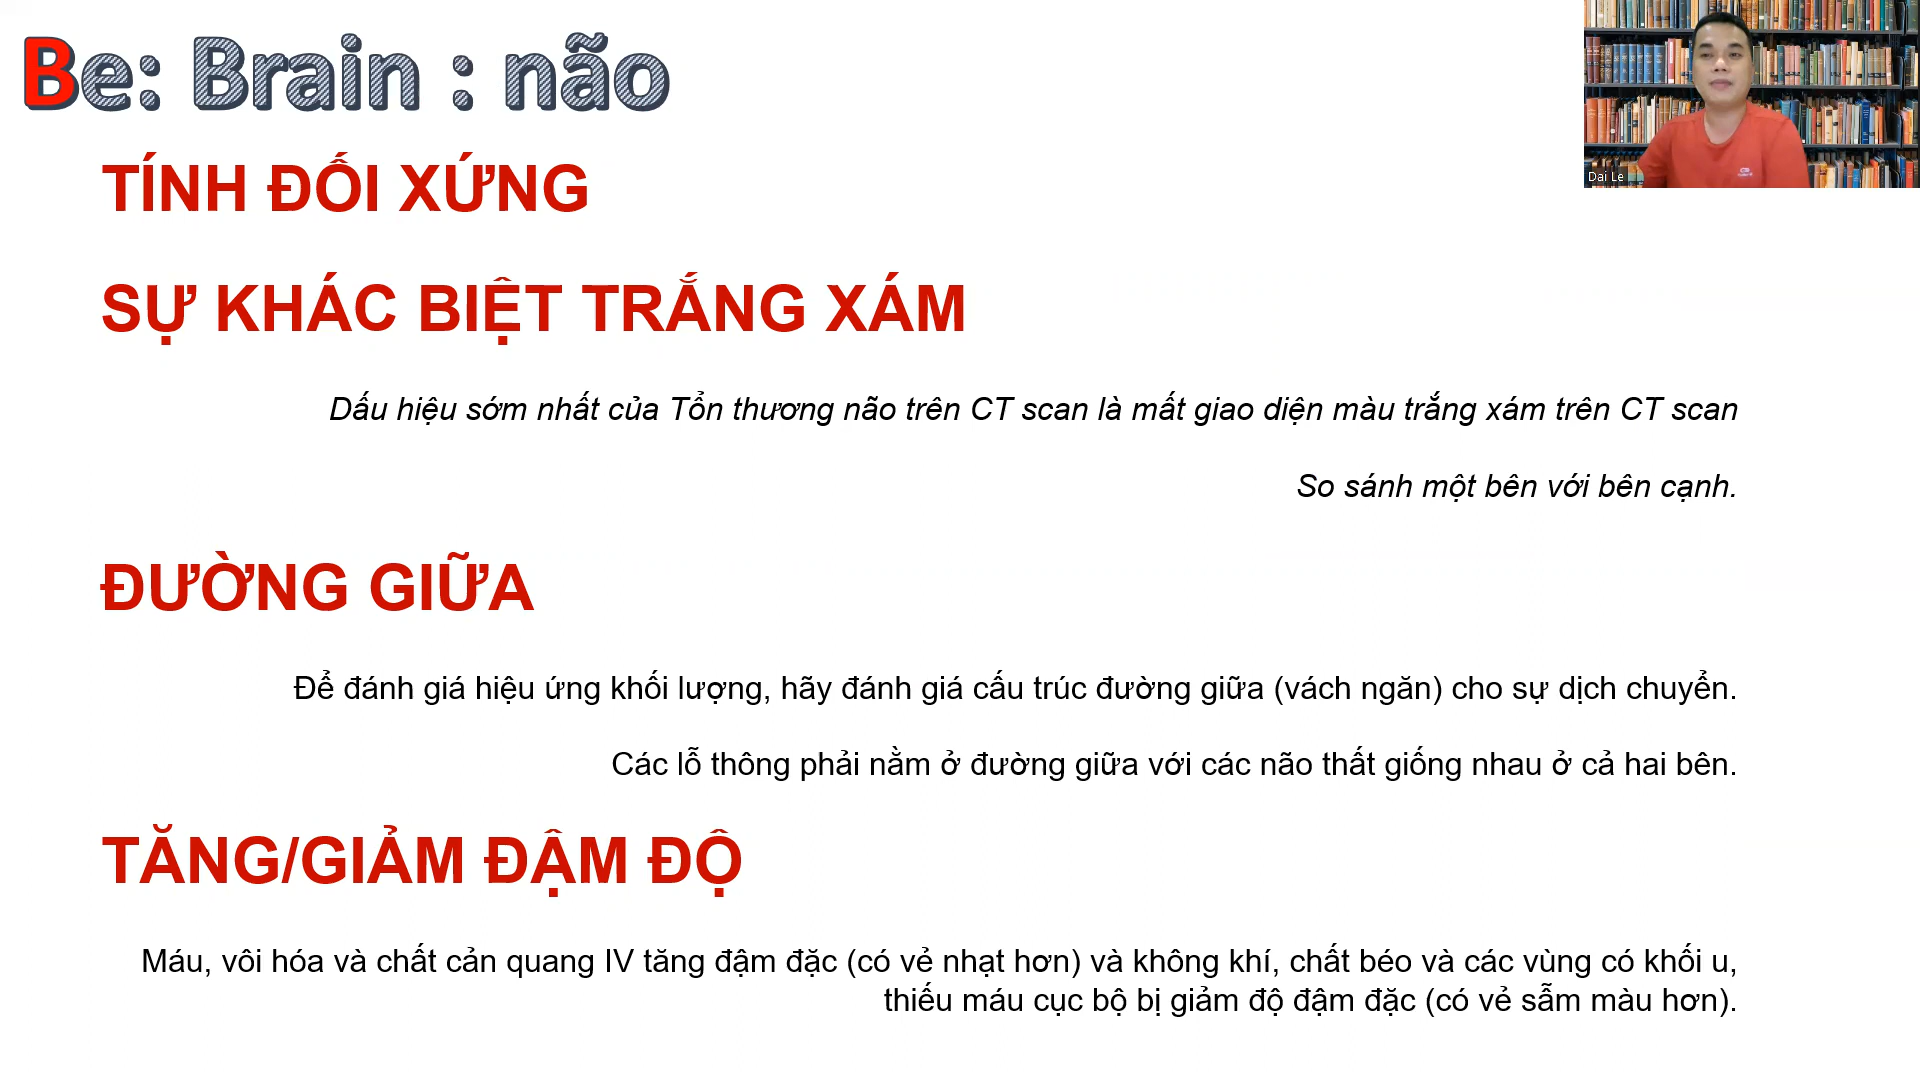 Be: Brain : não
Dai Le
TÍNH ĐỐI XỨNG
SỰ KHÁC BIỆT TRẮNG XÁM
Dấu hiệu sớm nhất của Tổn thương não trên CT scan là mất giao diện màu trắng xám trên CT scan
So sánh một bên với bên cạnh.
ĐƯỜNG GIỮA
Để đánh giá hiệu ứng khối lượng, hãy đánh giá cấu trúc đường giữa (vách ngăn) cho sự dịch chuyển.
Các lỗ thông phải nằm ở đường giữa với các não thất giống nhau ở cả hai bên.
TĂNG/GIẢM ĐẬM ĐỘ
Máu, vôi hóa và chất cản quang IV tăng đậm đặc (có vẻ nhạt hơn) và không khí, chất béo và các vùng có khối u,
thiếu máu cục bộ bị giảm độ đậm đặc (có vẻ sẫm màu hơn).